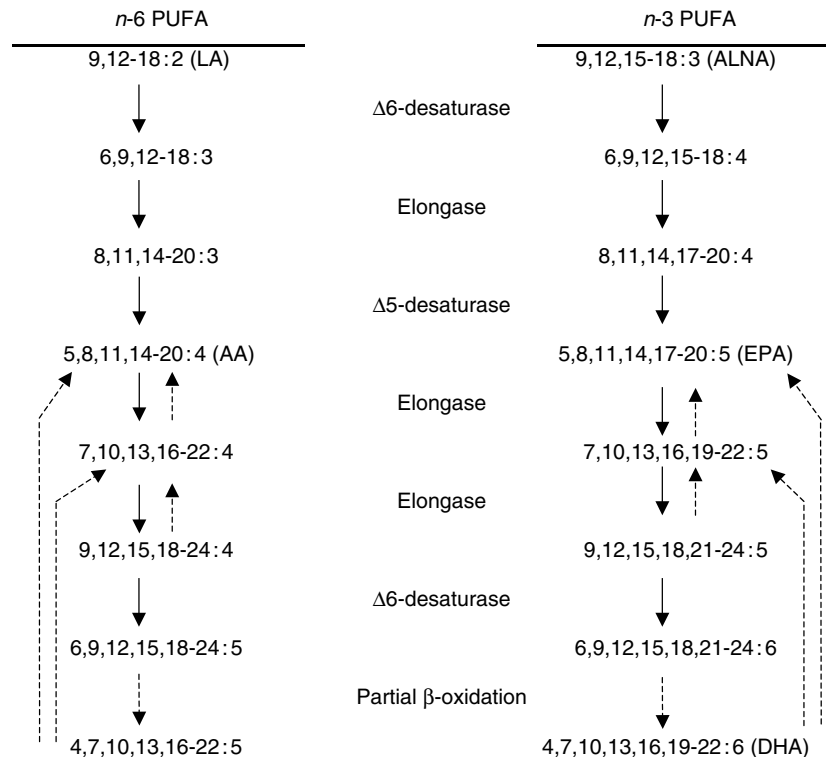 n-6 PUFA
n-3 PUFA
9,12-18:2 (LA)
9,12,15-18:3 (ALNA)
Δ6-desaturase
6,9,12-18:3
6,9,12,15-18:4
Elongase
8,11,14-20:3
8,11,14,17-20:4
Δ5-desaturase
5,8,11,14-20:4 (AA)
5,8,11,14,17-20:5 (EPA)
Elongase
7,10,13,16-22:4
7,10,13,16,19-22:5
Elongase
9,12,15,18-24:4
9,12,15,18,21-24:5
Δ6-desaturase
6,9,12,15,18-24:5
6,9,12,15,18,21-24:6
Partial β-oxidation
4,7,10,13,16-22:5
4,7,10,13,16,19-22:6 (DHA)